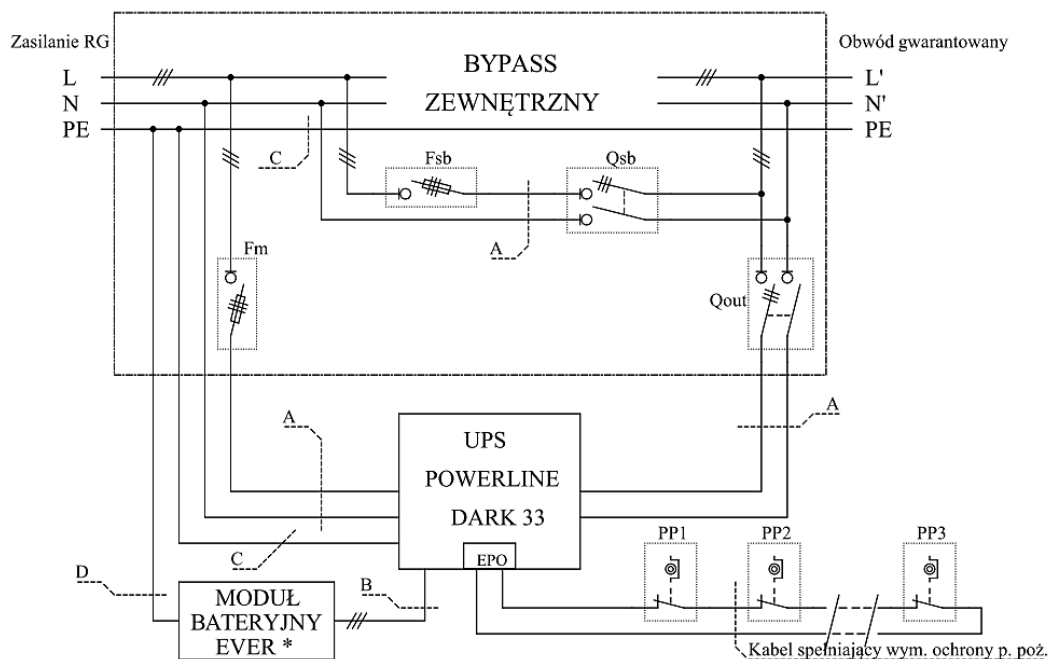 Zasilanie RG
Obwód gwarantowany
BYPASS
ZEWNĘTRZNY
L
L'
N
N'
PE
PE
C
Fsb
Qsb
A
Fm
Qout
A
A
UPS
POWERLINE
DARK 33
EPO
C
D
B
MODUŁ
BATERYJNY
EVER *
PP1
PP2
PP3
Kabel spełniający wym. ochrony p. poż.